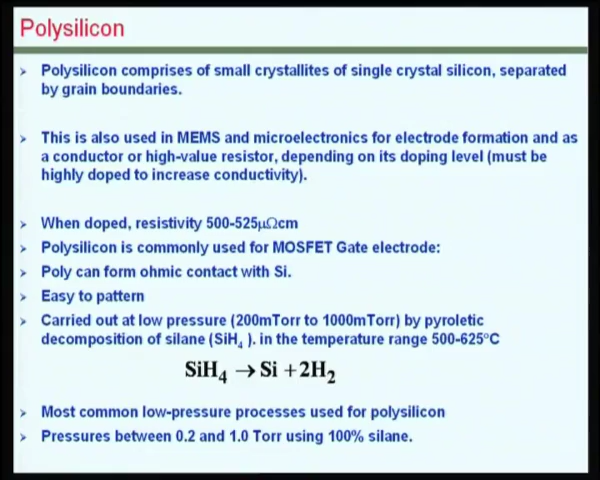 Polysilicon
➢ Polysilicon comprises of small crystallites of single crystal silicon, separated
by grain boundaries.
➢ This is also used in MEMS and microelectronics for electrode formation and as
a conductor or high-value resistor, depending on its doping level (must be
highly doped to increase conductivity).
➢ When doped, resistivity 500-525μΩcm
➢ Polysilicon is commonly used for MOSFET Gate electrode:
➢ Poly can form ohmic contact with Si.
➢ Easy to pattern
➢ Carried out at low pressure (200mTorr to 1000mTorr) by pyroletic
decomposition of silane (SiH₄ ). in the temperature range 500-625°C
SiH₄ → Si + 2H₂
➢ Most common low-pressure processes used for polysilicon
➢ Pressures between 0.2 and 1.0 Torr using 100% silane.